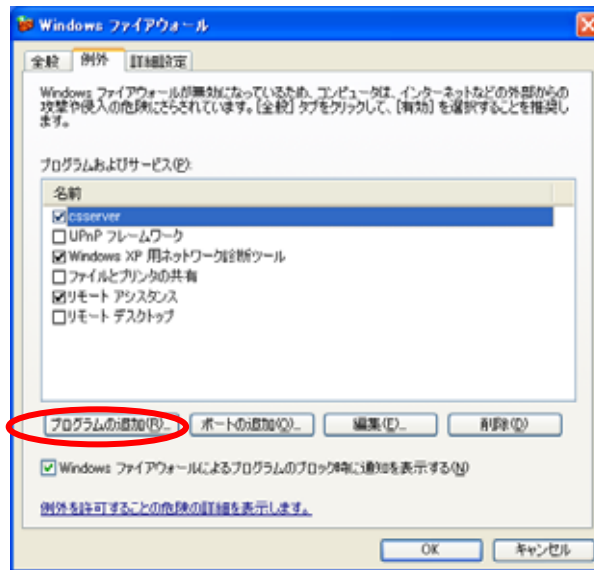 Windows ファイアウォール
全般 例外 詳細設定
Windows ファイアウォールが無効になっているため、コンピュータは、インターネットなどの外部からの
攻撃や侵入の危険にさらされています。[全般] タブをクリックして、[有効] を選択することを推奨し
ます。
プログラムおよびサービス(P):
名前
csserver
UPnP フレームワーク
Windows XP 用ネットワーク診断ツール
ファイルとプリンタの共有
リモート アシスタンス
リモート デスクトップ
プログラムの追加(R)... ポートの追加(O)... 編集(E)... 削除(D)
Windows ファイアウォールによるプログラムのブロック時に通知を表示する(N)
例外を許可することの危険の詳細を表示します。
OK キャンセル